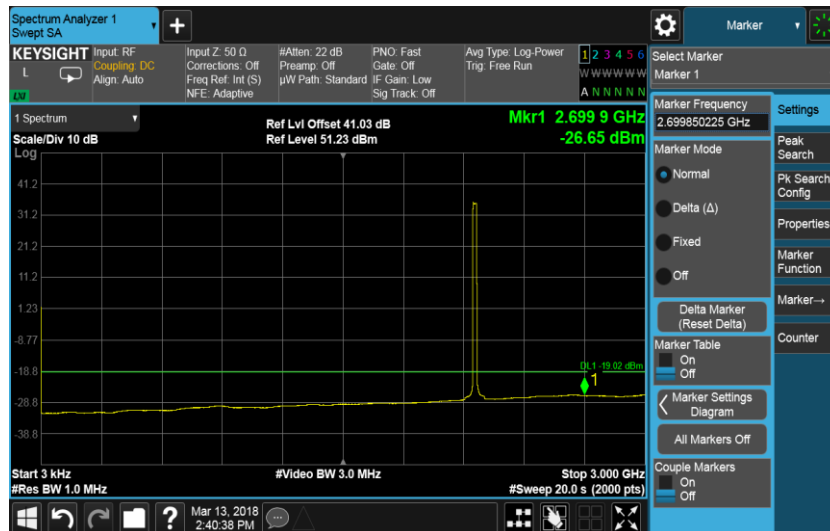 Spectrum Analyzer 1
Swept SA
Marker
KEYSIGHT
L
Input: RF
Coupling: DC
Align: Auto
Input Z: 50 Ω
Corrections: Off
Freq Ref: Int (S)
NFE: Adaptive
#Atten: 22 dB
Preamp: Off
µW Path: Standard
PNO: Fast
Gate: Off
IF Gain: Low
Sig Track: Off
Avg Type: Log-Power
Trig: Free Run
1 2 3 4 5 6
W W W W W W
A N N N N N
1 Spectrum
Scale/Div 10 dB
Log
Ref Lvl Offset 41.03 dB
Ref Level 51.23 dBm
Mkr1 2.699 9 GHz
-26.65 dBm
41.2
31.2
21.2
11.2
1.23
-8.77
-18.8
-28.8
-38.8
DL1 -19.02 dBm
1
Start 3 kHz
#Res BW 1.0 MHz
#Video BW 3.0 MHz
Stop 3.000 GHz
#Sweep 20.0 s (2000 pts)
Mar 13, 2018
2:40:38 PM
Select Marker
Marker 1
Marker Frequency
2.699850225 GHz
Marker Mode
Normal
Delta (Δ)
Fixed
Off
Delta Marker
(Reset Delta)
Marker Table
On
Off
Marker Settings
Diagram
All Markers Off
Couple Markers
On
Off
Settings
Peak
Search
Pk Search
Config
Properties
Marker
Function
Marker→
Counter